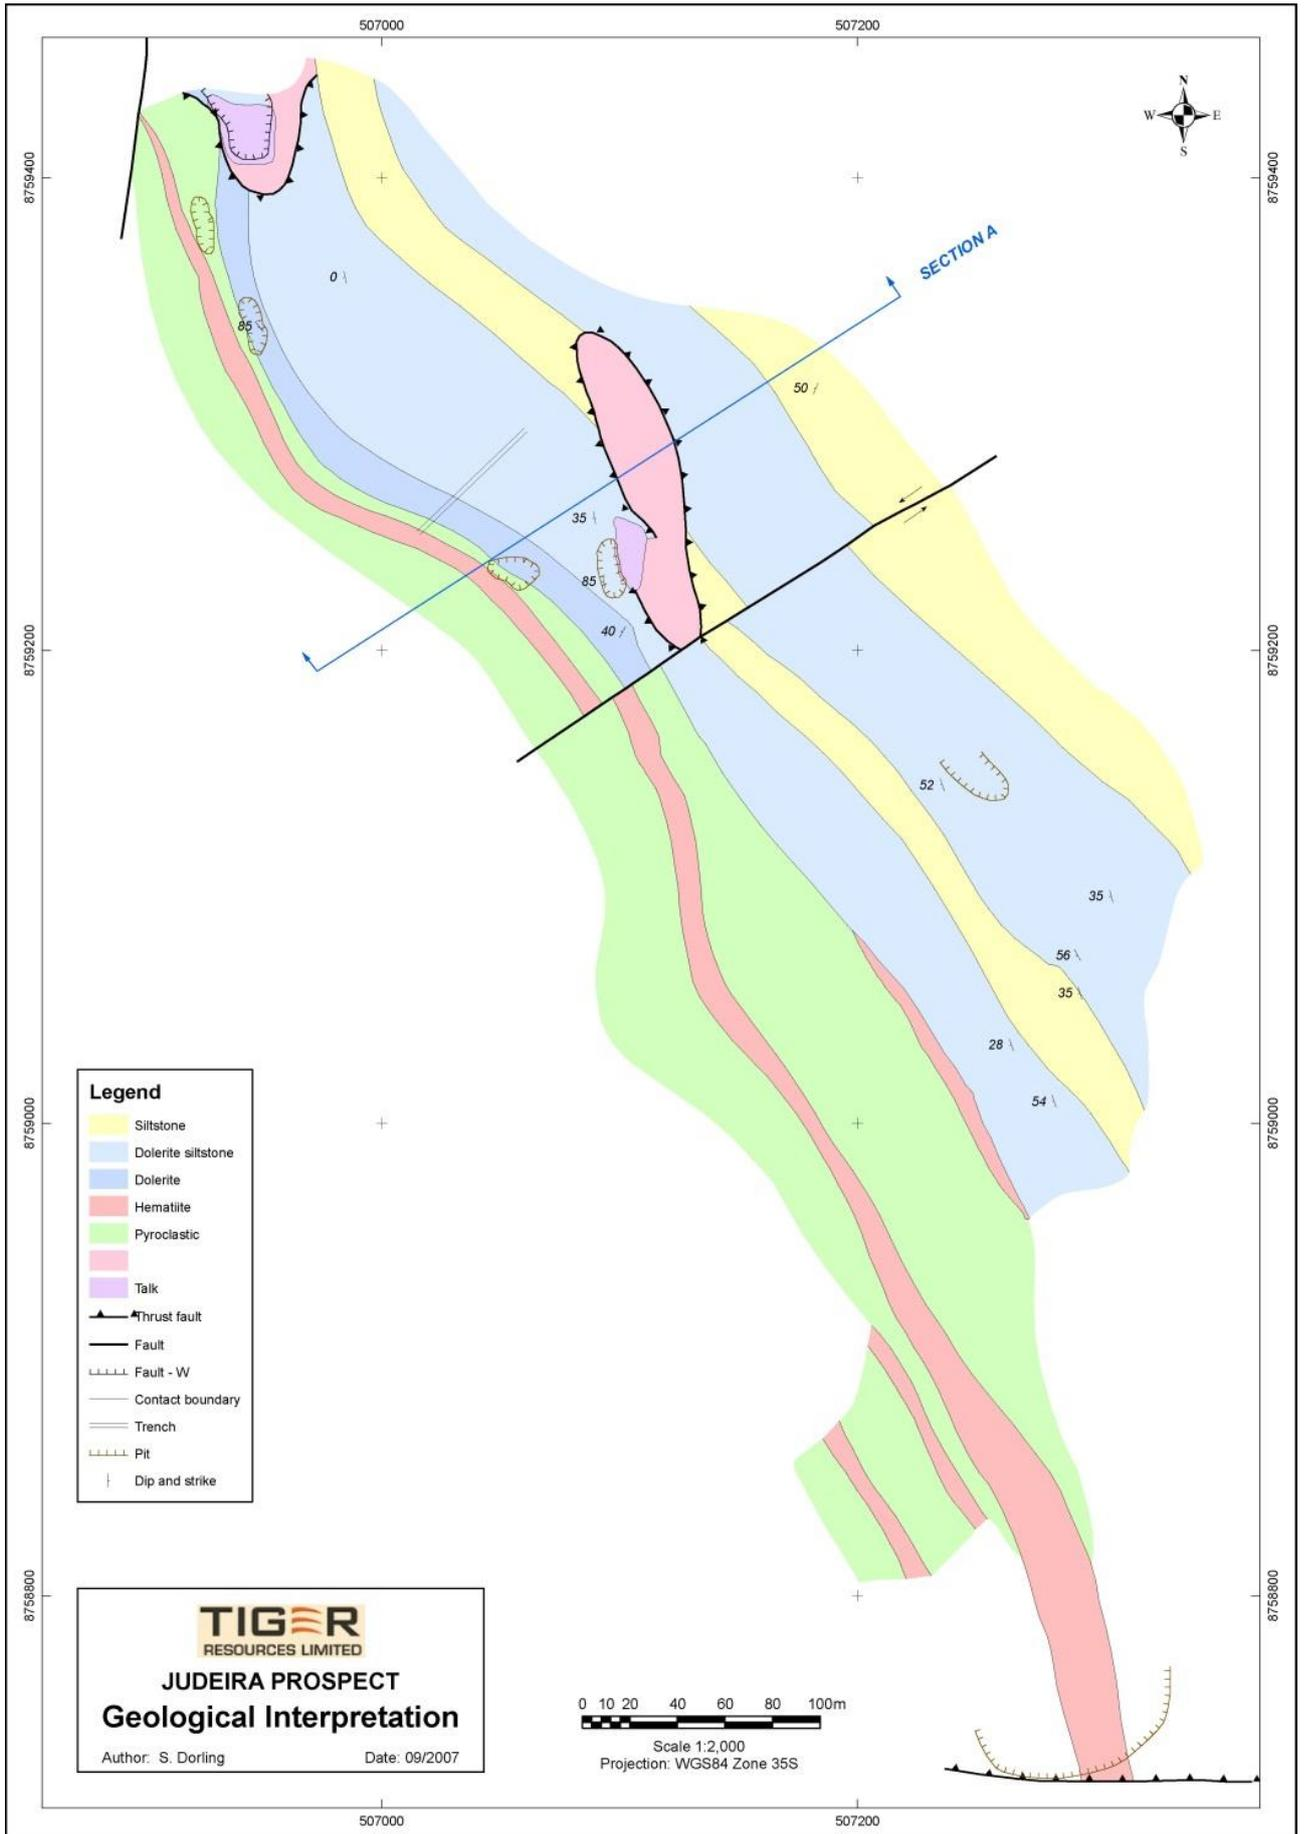 507000
507200
N
W
E
S
8759400
8759400
SECTION A
0
85
50
35
85
40
8759200
8759200
52
35
56
35
28
54
8759000
8759000
Legend
Siltstone
Dolerite siltstone
Dolerite
Hematiite
Pyroclastic
Talk
Thrust fault
Fault
Fault - W
Contact boundary
Trench
Pit
Dip and strike
8758800
8758800
TIGER
RESOURCES LIMITED
JUDEIRA PROSPECT
Geological Interpretation
Author: S. Dorling Date: 09/2007
0 10 20 40 60 80 100m
Scale 1:2,000
Projection: WGS84 Zone 35S
507000
507200